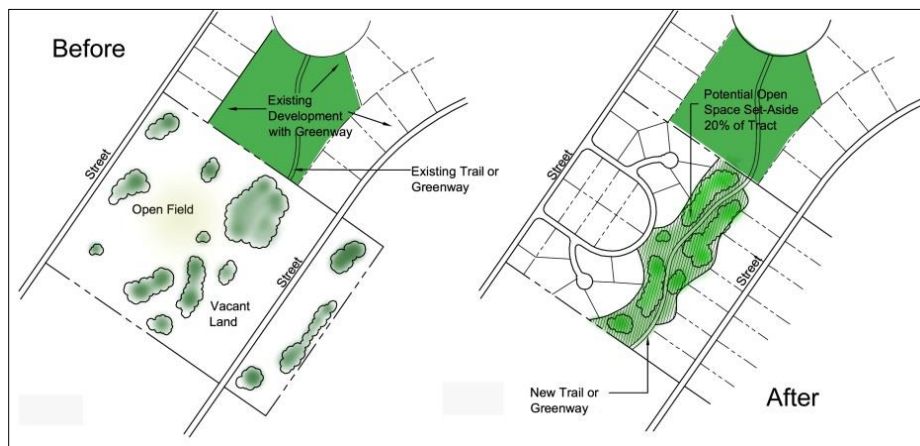 Before
Existing
Development
with Greenway
Street
Existing Trail or
Greenway
Open Field
Street
Vacant
Land
Potential Open
Space Set-Aside
20% of Tract
Street
Street
New Trail or
Greenway
After